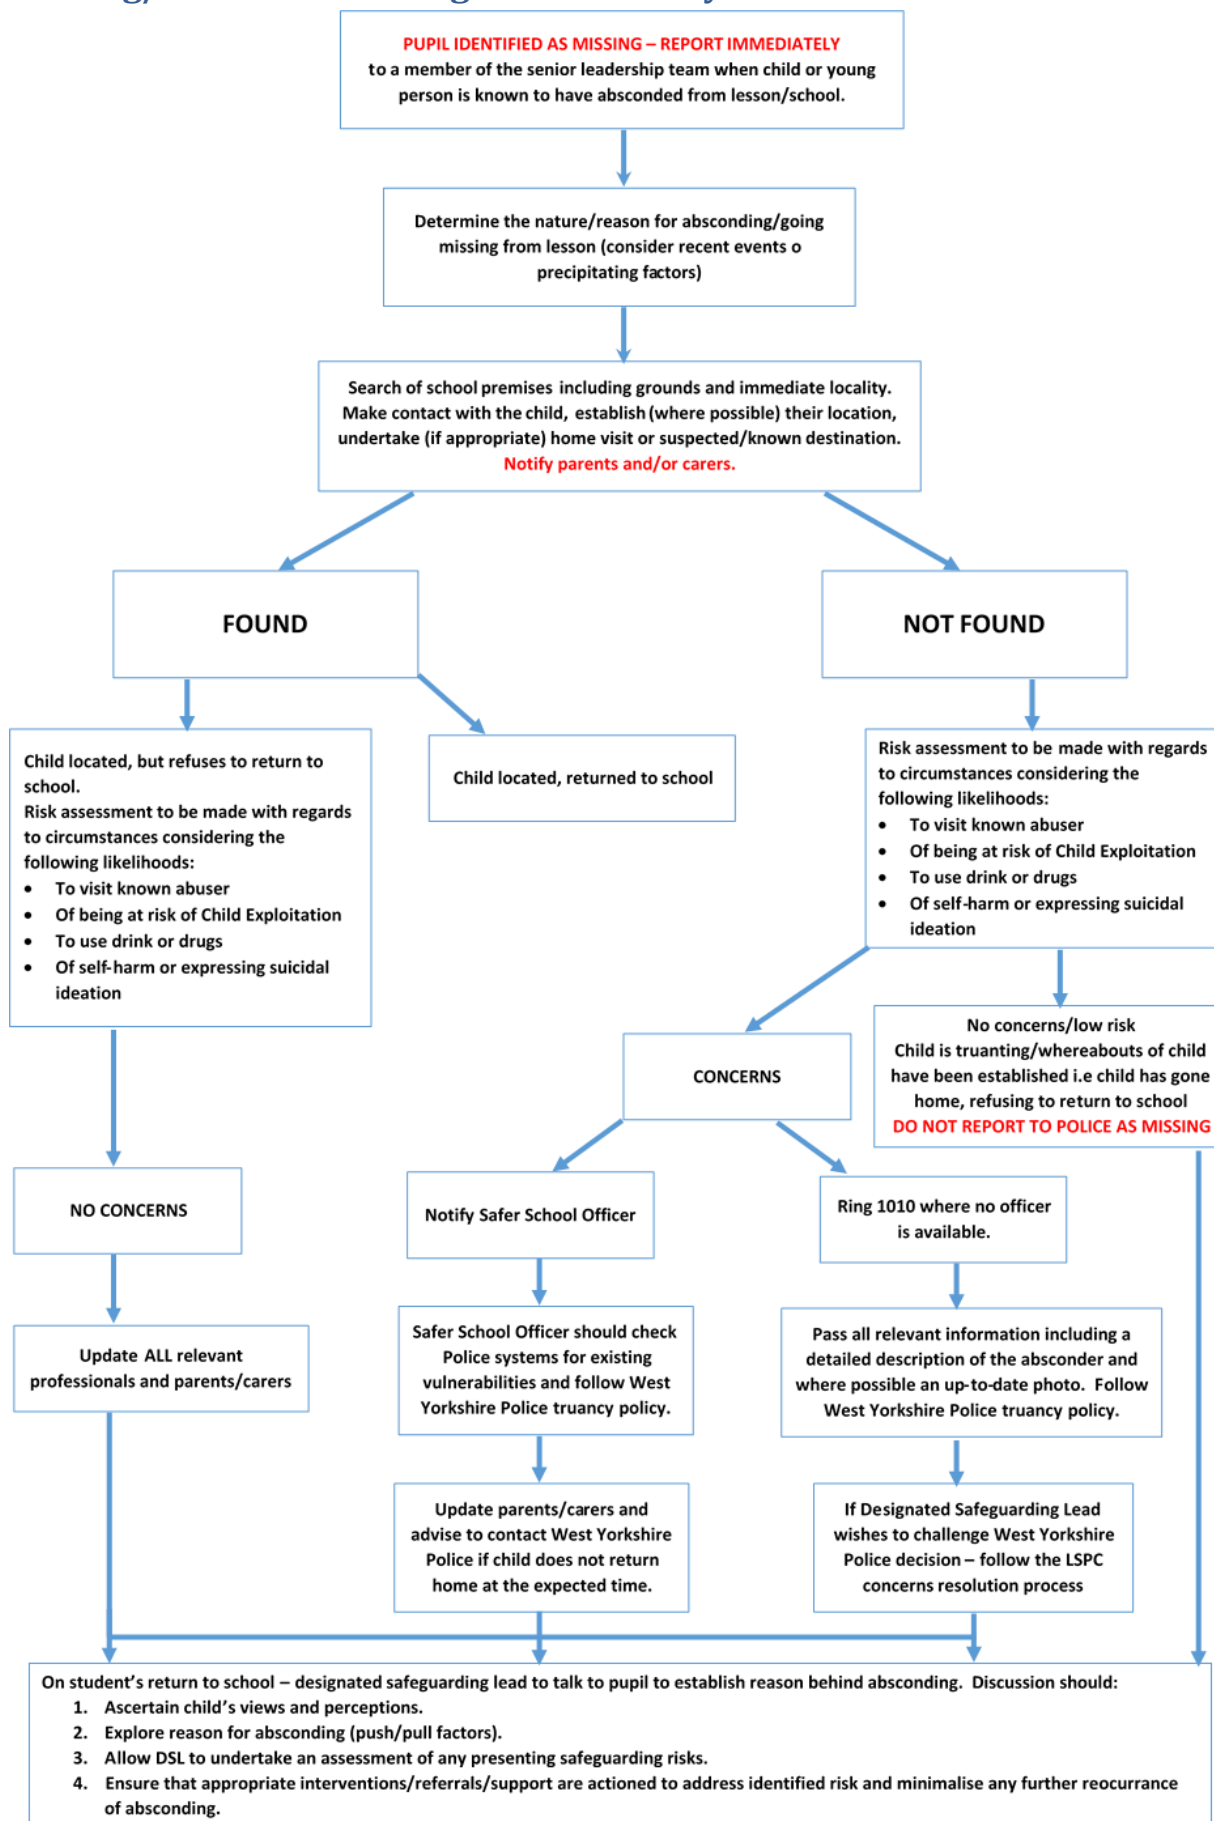 PUPIL IDENTIFIED AS MISSING – REPORT IMMEDIATELY
to a member of the senior leadership team when child or young
person is known to have absconded from lesson/school.
Determine the nature/reason for absconding/going
missing from lesson (consider recent events o
precipitating factors)
Search of school premises including grounds and immediate locality.
Make contact with the child, establish (where possible) their location,
undertake (if appropriate) home visit or suspected/known destination.
Notify parents and/or carers.
FOUND
NOT FOUND
Child located, but refuses to return to
school.
Risk assessment to be made with regards
to circumstances considering the
following likelihoods:
• To visit known abuser
• Of being at risk of Child Exploitation
• To use drink or drugs
• Of self-harm or expressing suicidal
ideation
Child located, returned to school
Risk assessment to be made with regards
to circumstances considering the
following likelihoods:
• To visit known abuser
• Of being at risk of Child Exploitation
• To use drink or drugs
• Of self-harm or expressing suicidal
ideation
No concerns/low risk
Child is truanting/whereabouts of child
have been established i.e child has gone
home, refusing to return to school
DO NOT REPORT TO POLICE AS MISSING
CONCERNS
NO CONCERNS
Notify Safer School Officer
Ring 1010 where no officer
is available.
Update ALL relevant
professionals and parents/carers
Safer School Officer should check
Police systems for existing
vulnerabilities and follow West
Yorkshire Police truancy policy.
Pass all relevant information including a
detailed description of the absconder and
where possible an up-to-date photo.  Follow
West Yorkshire Police truancy policy.
Update parents/carers and
advise to contact West Yorkshire
Police if child does not return
home at the expected time.
If Designated Safeguarding Lead
wishes to challenge West Yorkshire
Police decision – follow the LSPC
concerns resolution process
On student's return to school – designated safeguarding lead to talk to pupil to establish reason behind absconding.  Discussion should:
1. Ascertain child's views and perceptions.
2. Explore reason for absconding (push/pull factors).
3. Allow DSL to undertake an assessment of any presenting safeguarding risks.
4. Ensure that appropriate interventions/referrals/support are actioned to address identified risk and minimalise any further reocurrance
of absconding.